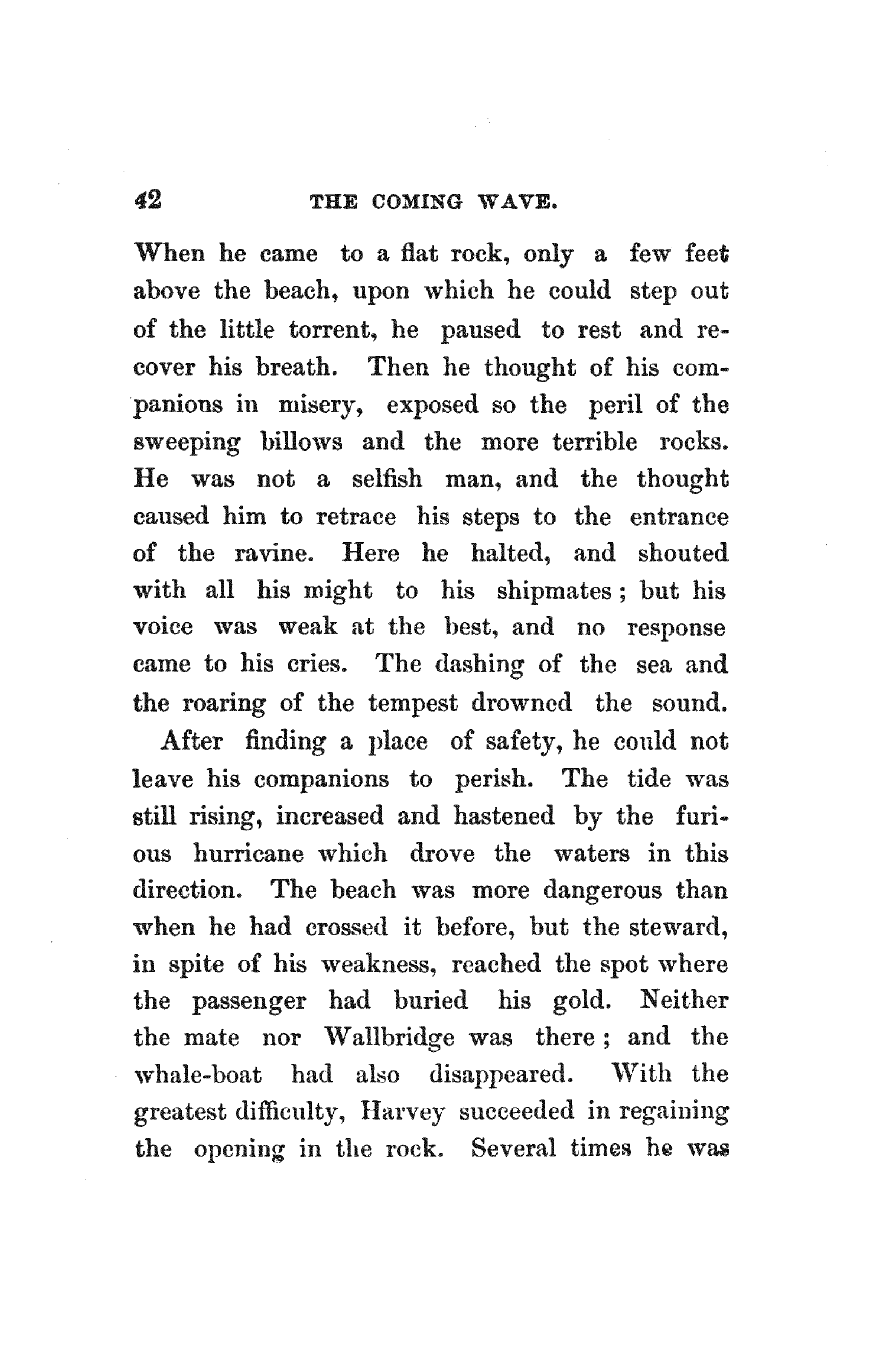 42 THE COMING WAVE.
When he came to a flat rock, only a few feet
above the beach, upon which he could step out
of the little torrent, he paused to rest and re-
cover his breath. Then he thought of his com-
panions in misery, exposed so the peril of the
sweeping billows and the more terrible rocks.
He was not a selfish man, and the thought
caused him to retrace his steps to the entrance
of the ravine. Here he halted, and shouted
with all his might to his shipmates ; but his
voice was weak at the best, and no response
came to his cries. The dashing of the sea and
the roaring of the tempest drowned the sound.
After finding a place of safety, he could not
leave his companions to perish. The tide was
still rising, increased and hastened by the furi-
ous hurricane which drove the waters in this
direction. The beach was more dangerous than
when he had crossed it before, but the steward,
in spite of his weakness, reached the spot where
the passenger had buried his gold. Neither
the mate nor Wallbridge was there ; and the
whale-boat had also disappeared. With the
greatest difficulty, Harvey succeeded in regaining
the opening in the rock. Several times he was